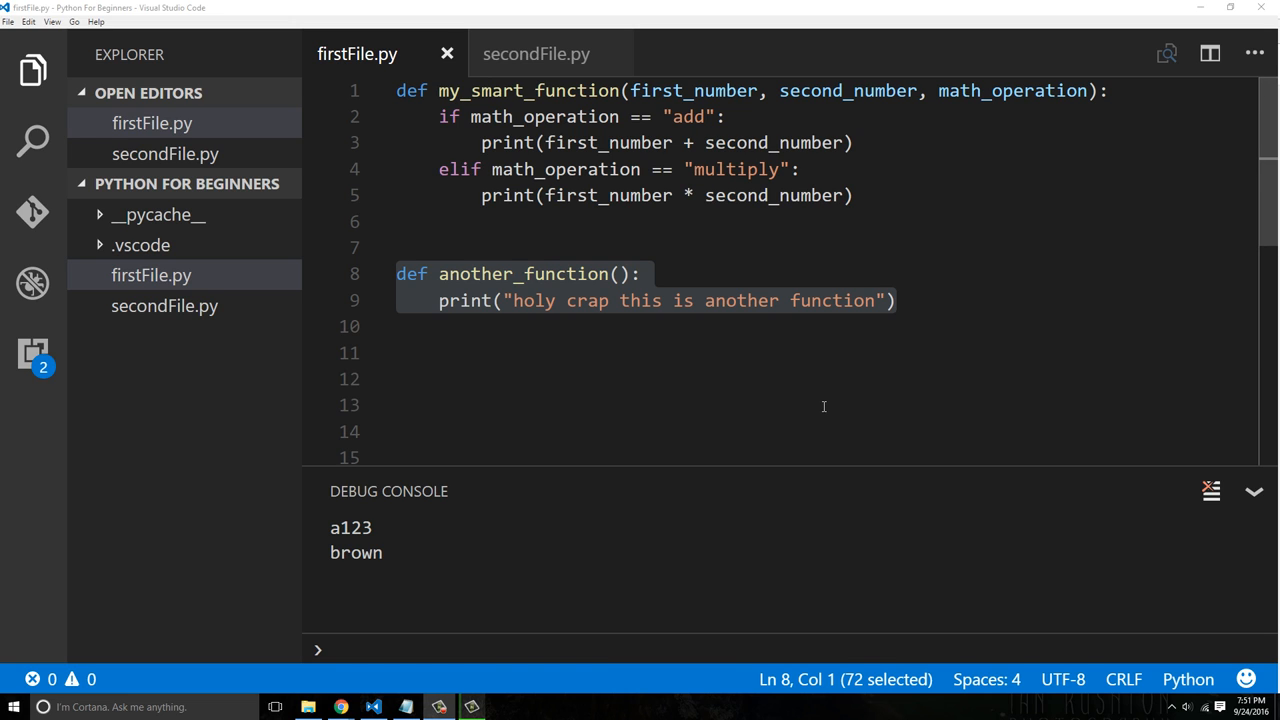 firstFile.py - Python For Beginners - Visual Studio Code
File Edit View Go Help
EXPLORER
firstFile.py
secondFile.py
OPEN EDITORS
firstFile.py
secondFile.py
PYTHON FOR BEGINNERS
__pycache__
.vscode
firstFile.py
secondFile.py
2
1 def my_smart_function(first_number, second_number, math_operation):
2 if math_operation == "add":
3 print(first_number + second_number)
4 elif math_operation == "multiply":
5 print(first_number * second_number)
6
7
8 def another_function():
9 print("holy crap this is another function")
10
11
12
13
14
15
DEBUG CONSOLE
a123
brown
0 0
Ln 8, Col 1 (72 selected) Spaces: 4 UTF-8 CRLF Python
I'm Cortana. Ask me anything.
7:51 PM
9/24/2016